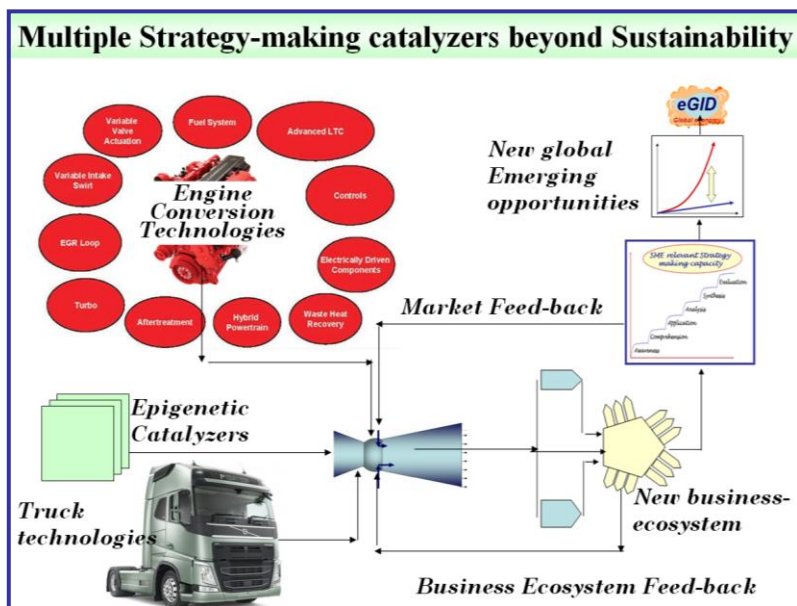 Multiple Strategy-making catalyzers beyond Sustainability
Variable
Valve
Actuation
Fuel System
Advanced LTC
Variable Intake
Swirl
Controls
EGR Loop
Electrically Driven
Components
Turbo
Aftertreatment
Hybrid
Powertrain
Waste Heat
Recovery
Engine
Conversion
Technologies
eGID
New global
Emerging
opportunities
SME relevant Strategy
making capacity
Evaluation
Synthesis
Analysis
Application
Comprehension
Awareness
Market Feed-back
Epigenetic
Catalyzers
Truck
technologies
New business-
ecosystem
Business Ecosystem Feed-back